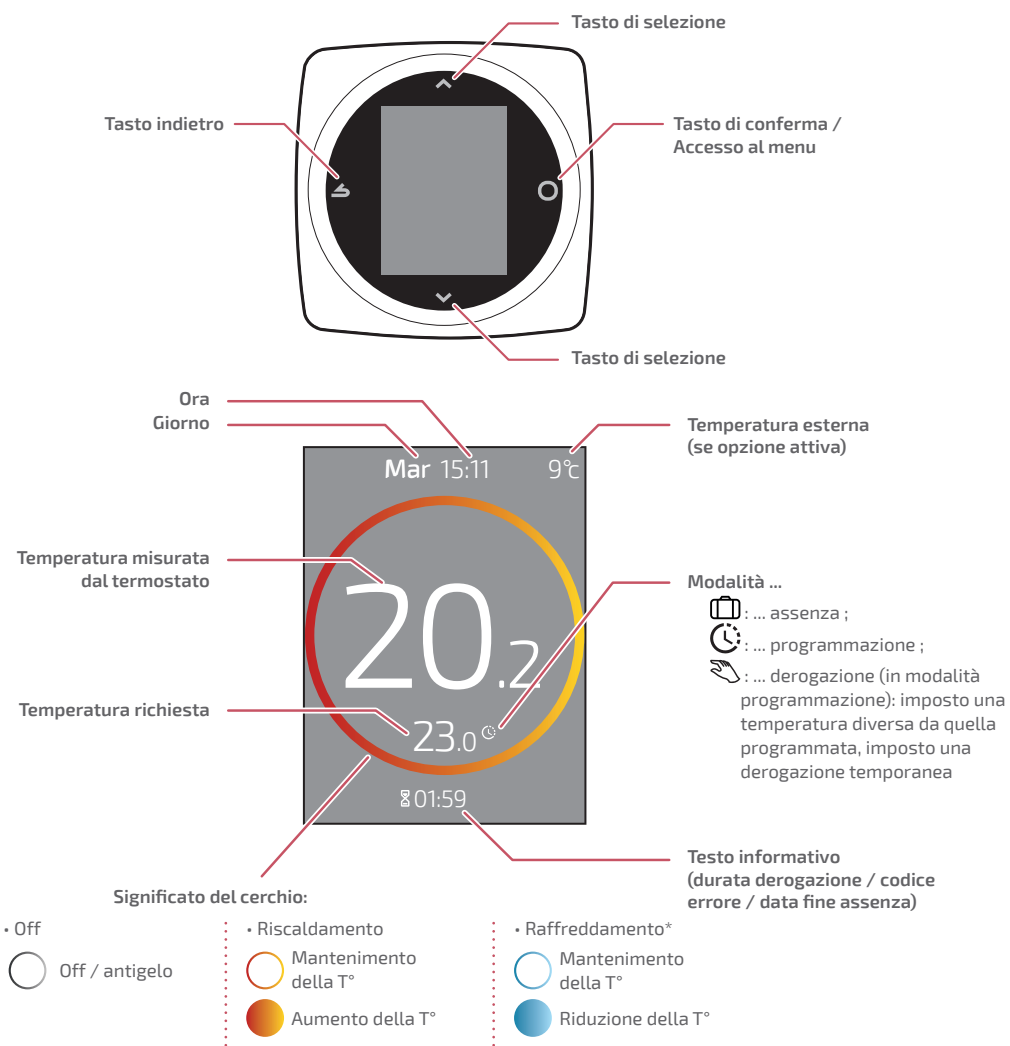 Tasto di selezione
Tasto indietro
Tasto di conferma /
Accesso al menu
Tasto di selezione
Ora
Giorno
Temperatura esterna
(se opzione attiva)
Mar 15:11 9°c
Temperatura misurata
dal termostato
20.2
Modalità ...
: ... assenza ;
: ... programmazione ;
: ... derogazione (in modalità
programmazione): imposto una
temperatura diversa da quella
programmata, imposto una
derogazione temporanea
Temperatura richiesta
23.0
01:59
Testo informativo
(durata derogazione / codice
errore / data fine assenza)
Significato del cerchio:
• Off
Off / antigelo
• Riscaldamento
Mantenimento
della T°
Aumento della T°
• Raffreddamento*
Mantenimento
della T°
Riduzione della T°